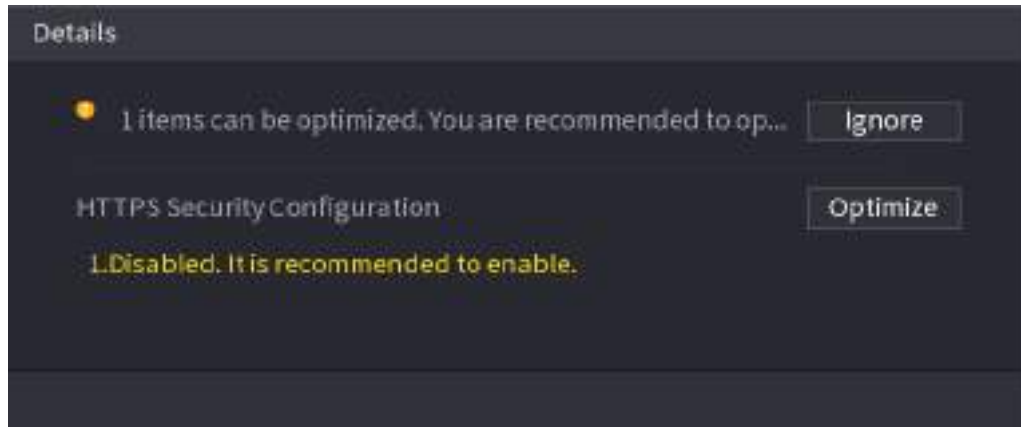 Details
1 items can be optimized. You are recommended to op... Ignore
HTTPS Security Configuration Optimize
1.Disabled. It is recommended to enable.